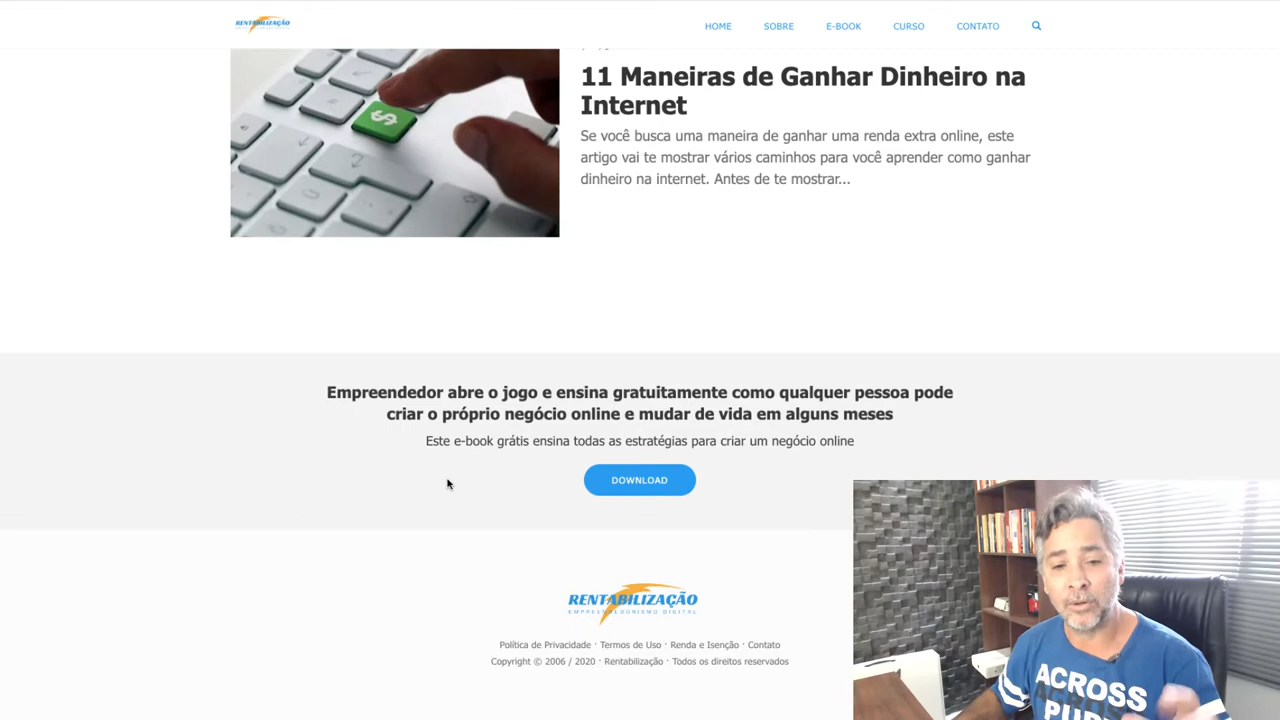 RENTABILIZAÇÃO
HOME SOBRE E-BOOK CURSO CONTATO
11 Maneiras de Ganhar Dinheiro na
Internet
Se você busca uma maneira de ganhar uma renda extra online, este
artigo vai te mostrar vários caminhos para você aprender como ganhar
dinheiro na internet. Antes de te mostrar...
Empreendedor abre o jogo e ensina gratuitamente como qualquer pessoa pode
criar o próprio negócio online e mudar de vida em alguns meses
Este e-book grátis ensina todas as estratégias para criar um negócio online
DOWNLOAD
RENTABILIZAÇÃO
EMPREENDEDORISMO DIGITAL
Política de Privacidade · Termos de Uso · Renda e Isenção · Contato
Copyright © 2006 / 2020 · Rentabilização · Todos os direitos reservados
ACROSS
ACROSS